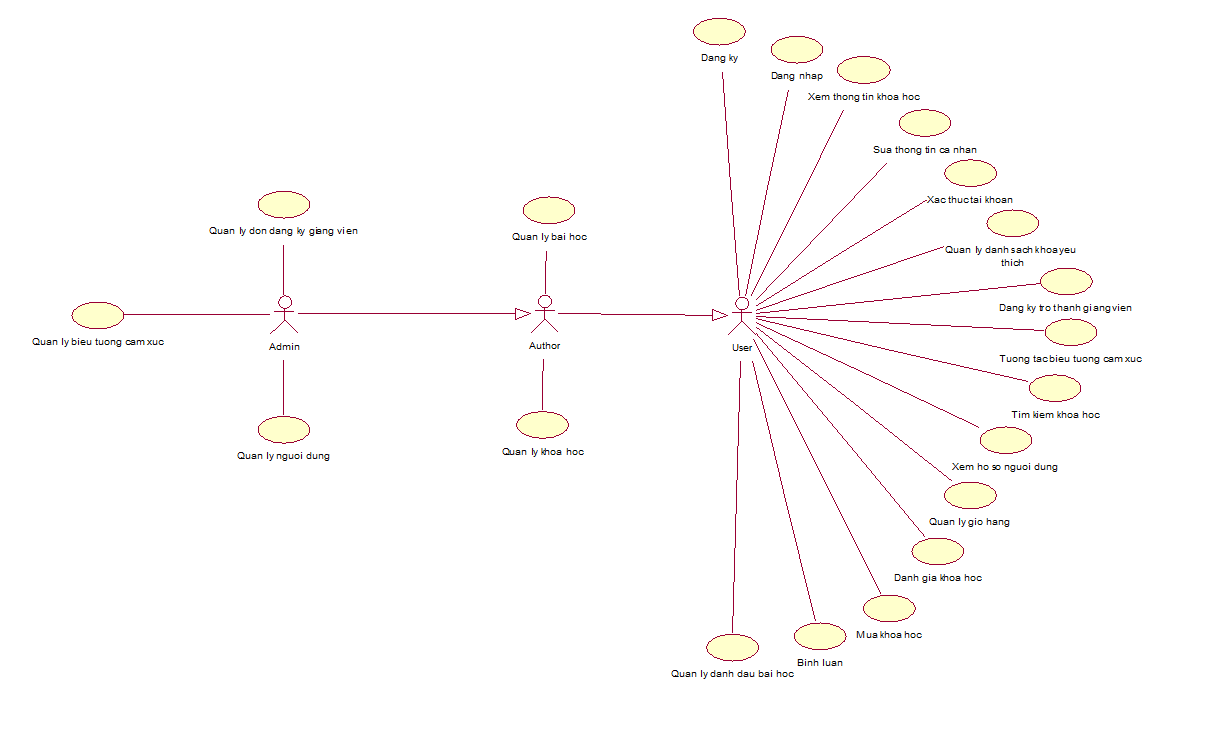 Dang ky
Dang nhap
Xem thong tin khoa hoc
Sua thong tin ca nhan
Xac thuc tai khoan
Quan ly don dang ky giang vien
Quan ly bai hoc
Quan ly danh sach khoa yeu
thich
Dang ky tro thanh giang vien
Quan ly bieu tuong cam xuc
Admin
Author
User
Tuong tac bieu tuong cam xuc
Tim kiem khoa hoc
Quan ly nguoi dung
Quan ly khoa hoc
Xem ho so nguoi dung
Quan ly gio hang
Danh gia khoa hoc
Mua khoa hoc
Binh luan
Quan ly danh dau bai hoc